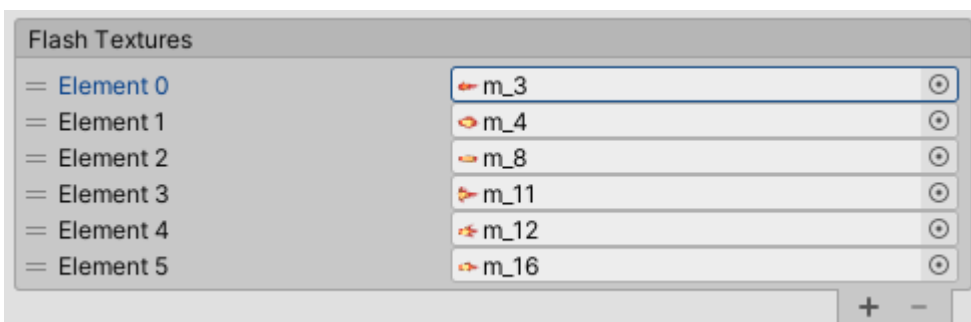 Flash Textures
Element 0 m_3
Element 1 m_4
Element 2 m_8
Element 3 m_11
Element 4 m_12
Element 5 m_16